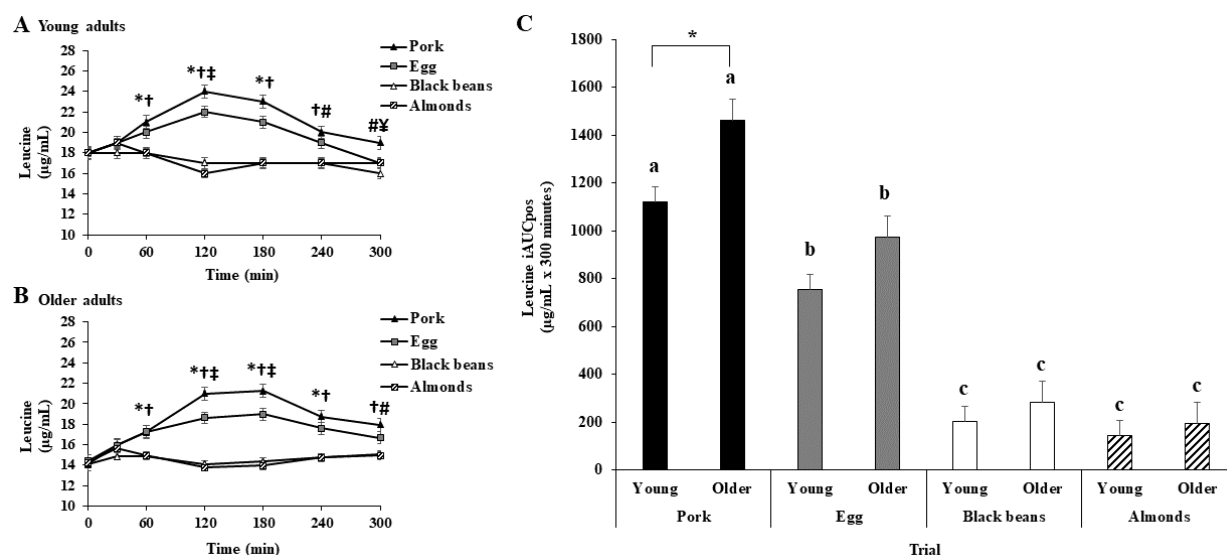 A Young adults
28
26
24
22
20
18
16
14
12
10
Leucine
(µg/mL)
Pork
Egg
Black beans
Almonds
*†
*†‡
*†
†#
#¥
0 60 120 180 240 300
Time (min)
B Older adults
28
26
24
22
20
18
16
14
12
10
Leucine
(µg/mL)
Pork
Egg
Black beans
Almonds
*†
*†‡
*†‡
*†
†#
0 60 120 180 240 300
Time (min)
C
1800
1600
1400
1200
1000
800
600
400
200
0
Leucine iAUCpos
(µg/mL x 300 minutes)
*
a
a
b
b
c
c
c
c
Young Older Young Older Young Older Young Older
Pork Egg Black beans Almonds
Trial